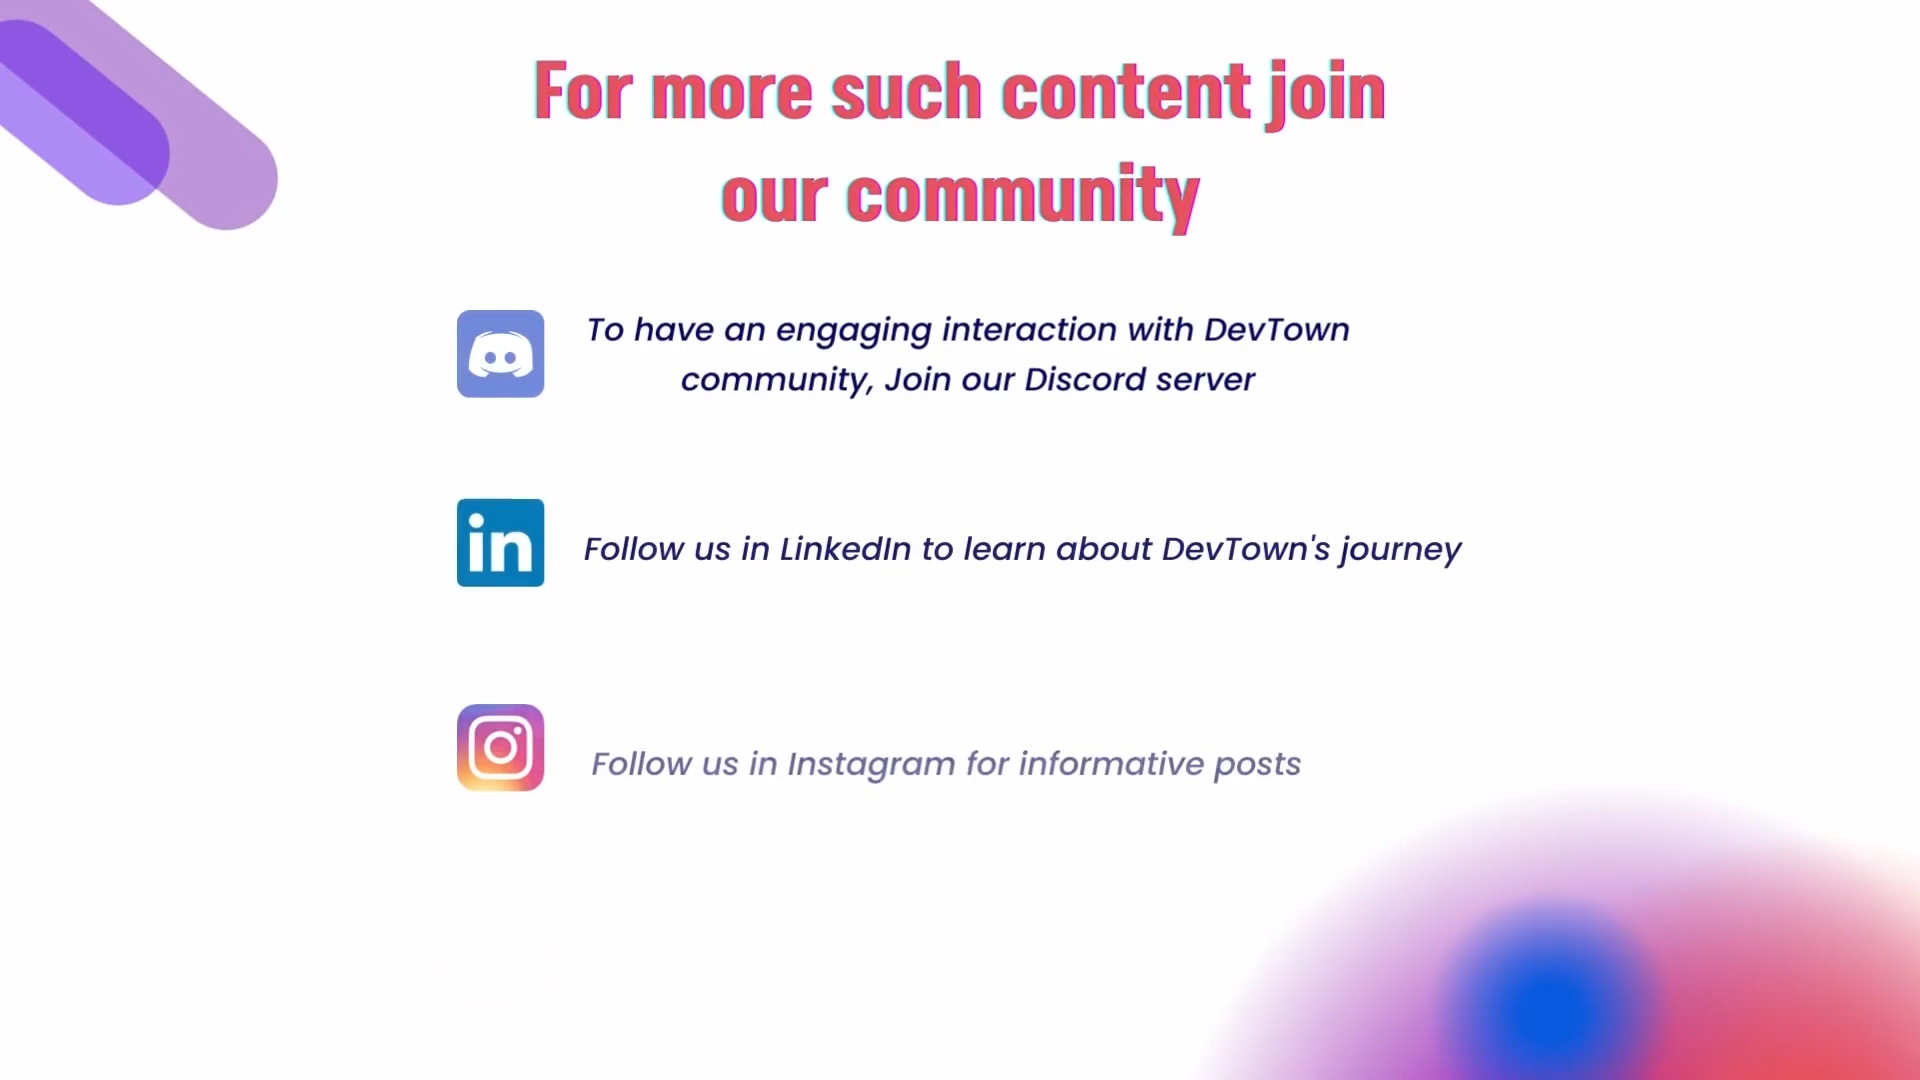 For more such content join
our community
To have an engaging interaction with DevTown
community, Join our Discord server
in
Follow us in LinkedIn to learn about DevTown's journey
Follow us in Instagram for informative posts